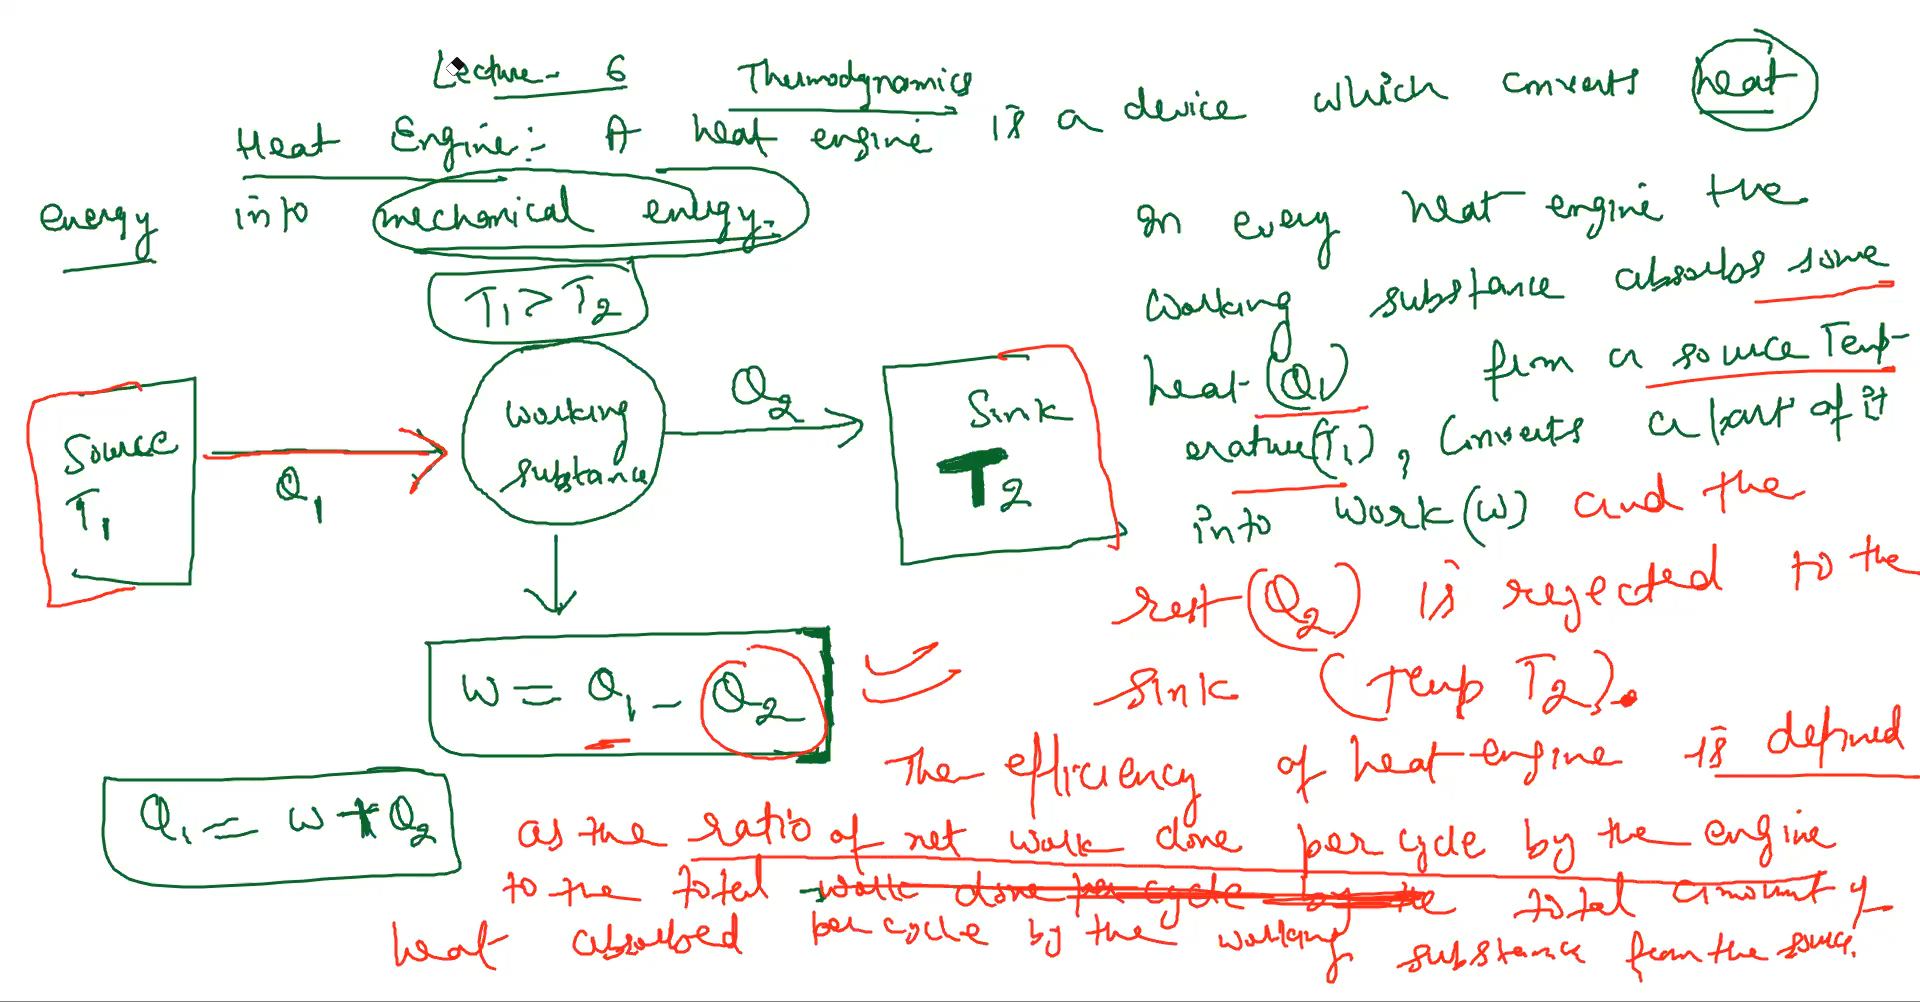 Lecture- 6 Thermodynamics
Heat Engine:- A heat engine is a device which converts heat
energy into mechanical energy.
T1 > T2
Source
T1
Q1
working
substance
Q2
Sink
T2
W = Q1 - Q2
Q1 = W + Q2
In every heat engine the
working substance absorbs some
heat (Q1) from a source Temp-
erature (T1), Converts a part of it
into work (W) and the
rest (Q2) is rejected to the
sink (Temp T2).
The efficiency of heat engine is defined
as the ratio of net work done per cycle by the engine
to the total work done per cycle by the total amount of
heat absorbed per cycle by the working substance from the source.